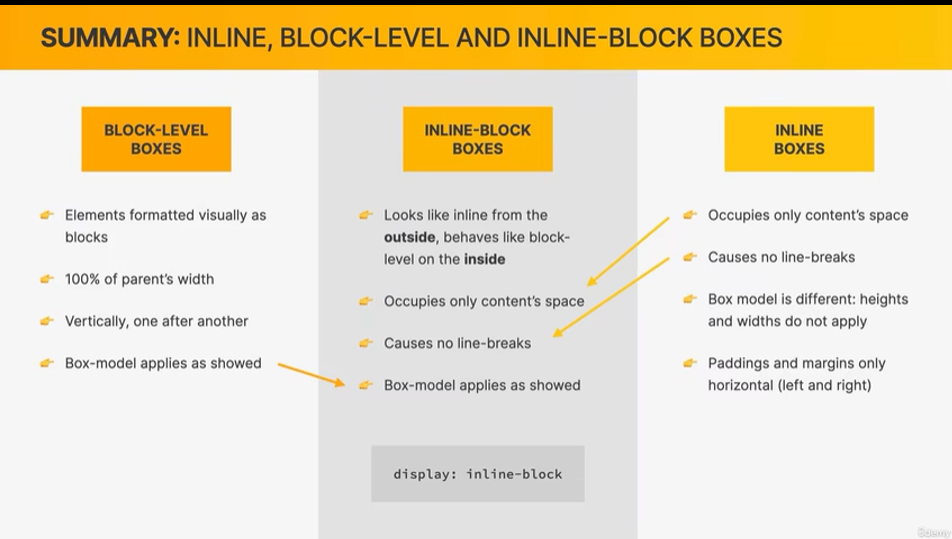 SUMMARY: INLINE, BLOCK-LEVEL AND INLINE-BLOCK BOXES
BLOCK-LEVEL
BOXES
Elements formatted visually as
blocks
100% of parent's width
Vertically, one after another
Box-model applies as showed
INLINE-BLOCK
BOXES
Looks like inline from the
outside, behaves like block-
level on the inside
Occupies only content's space
Causes no line-breaks
Box-model applies as showed
display: inline-block
INLINE
BOXES
Occupies only content's space
Causes no line-breaks
Box model is different: heights
and widths do not apply
Paddings and margins only
horizontal (left and right)
Udemy